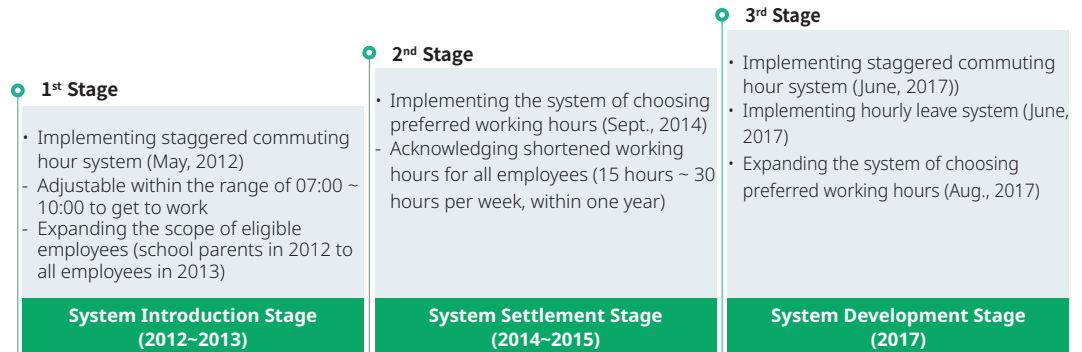 1st Stage
• Implementing staggered commuting
hour system (May, 2012)
- Adjustable within the range of 07:00 ~
10:00 to get to work
- Expanding the scope of eligible
employees (school parents in 2012 to
all employees in 2013)
System Introduction Stage
(2012~2013)
2nd Stage
• Implementing the system of choosing
preferred working hours (Sept., 2014)
- Acknowledging shortened working
hours for all employees (15 hours ~ 30
hours per week, within one year)
System Settlement Stage
(2014~2015)
3rd Stage
• Implementing staggered commuting
hour system (June, 2017))
• Implementing hourly leave system (June,
2017)
• Expanding the system of choosing
preferred working hours (Aug., 2017)
System Development Stage
(2017)